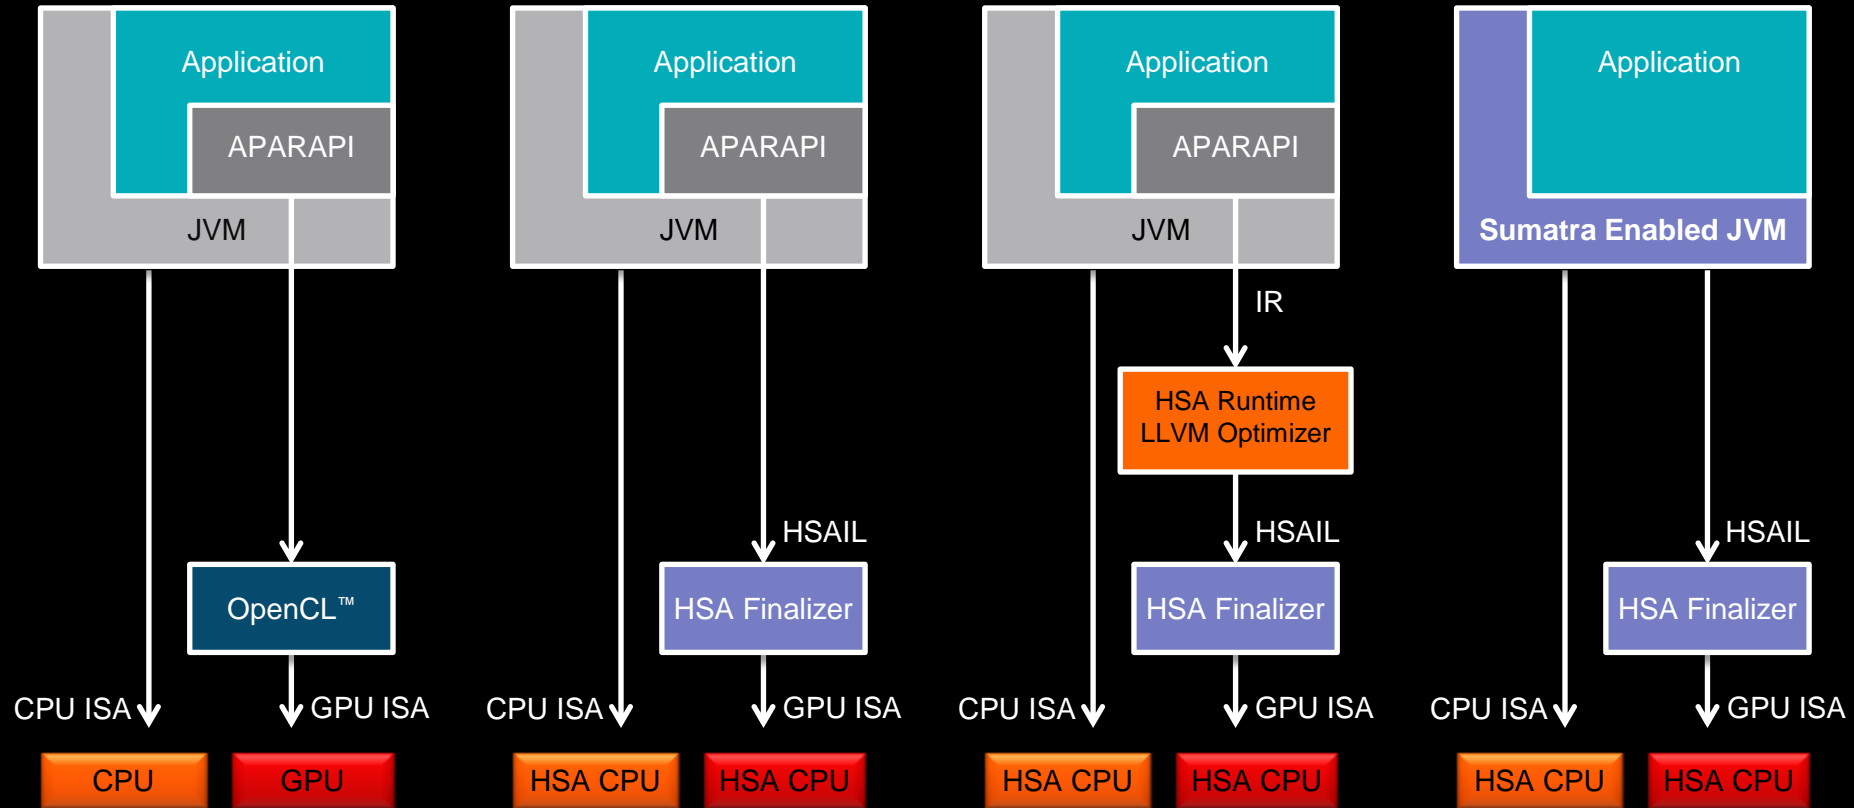 Application
APARAPI
JVM
OpenCL™
CPU ISA
GPU ISA
CPU
GPU
Application
APARAPI
JVM
HSAIL
HSA Finalizer
CPU ISA
GPU ISA
HSA CPU
HSA CPU
Application
APARAPI
JVM
IR
HSA Runtime
LLVM Optimizer
HSAIL
HSA Finalizer
CPU ISA
GPU ISA
HSA CPU
HSA CPU
Application
Sumatra Enabled JVM
HSAIL
HSA Finalizer
CPU ISA
GPU ISA
HSA CPU
HSA CPU